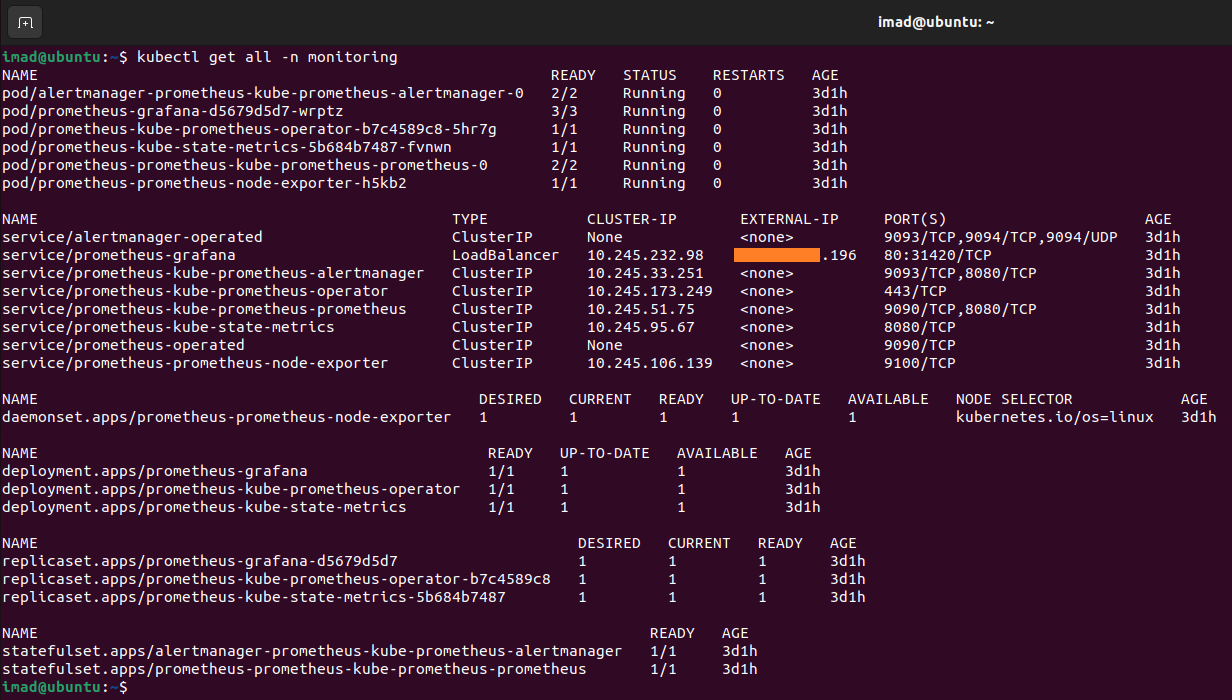 imad@ubuntu: ~
imad@ubuntu:~$ kubectl get all -n monitoring
NAME READY STATUS RESTARTS AGE
pod/alertmanager-prometheus-kube-prometheus-alertmanager-0 2/2 Running 0 3d1h
pod/prometheus-grafana-d5679d5d7-wrptz 3/3 Running 0 3d1h
pod/prometheus-kube-prometheus-operator-b7c4589c8-5hr7g 1/1 Running 0 3d1h
pod/prometheus-kube-state-metrics-5b684b7487-fvnwn 1/1 Running 0 3d1h
pod/prometheus-prometheus-kube-prometheus-prometheus-0 2/2 Running 0 3d1h
pod/prometheus-prometheus-node-exporter-h5kb2 1/1 Running 0 3d1h
NAME TYPE CLUSTER-IP EXTERNAL-IP PORT(S) AGE
service/alertmanager-operated ClusterIP None <none> 9093/TCP,9094/TCP,9094/UDP 3d1h
service/prometheus-grafana LoadBalancer 10.245.232.98 .196 80:31420/TCP 3d1h
service/prometheus-kube-prometheus-alertmanager ClusterIP 10.245.33.251 <none> 9093/TCP,8080/TCP 3d1h
service/prometheus-kube-prometheus-operator ClusterIP 10.245.173.249 <none> 443/TCP 3d1h
service/prometheus-kube-prometheus-prometheus ClusterIP 10.245.51.75 <none> 9090/TCP,8080/TCP 3d1h
service/prometheus-kube-state-metrics ClusterIP 10.245.95.67 <none> 8080/TCP 3d1h
service/prometheus-operated ClusterIP None <none> 9090/TCP 3d1h
service/prometheus-prometheus-node-exporter ClusterIP 10.245.106.139 <none> 9100/TCP 3d1h
NAME DESIRED CURRENT READY UP-TO-DATE AVAILABLE NODE SELECTOR AGE
daemonset.apps/prometheus-prometheus-node-exporter 1 1 1 1 1 kubernetes.io/os=linux 3d1h
NAME READY UP-TO-DATE AVAILABLE AGE
deployment.apps/prometheus-grafana 1/1 1 1 3d1h
deployment.apps/prometheus-kube-prometheus-operator 1/1 1 1 3d1h
deployment.apps/prometheus-kube-state-metrics 1/1 1 1 3d1h
NAME DESIRED CURRENT READY AGE
replicaset.apps/prometheus-grafana-d5679d5d7 1 1 1 3d1h
replicaset.apps/prometheus-kube-prometheus-operator-b7c4589c8 1 1 1 3d1h
replicaset.apps/prometheus-kube-state-metrics-5b684b7487 1 1 1 3d1h
NAME READY AGE
statefulset.apps/alertmanager-prometheus-kube-prometheus-alertmanager 1/1 3d1h
statefulset.apps/prometheus-prometheus-kube-prometheus-prometheus 1/1 3d1h
imad@ubuntu:~$